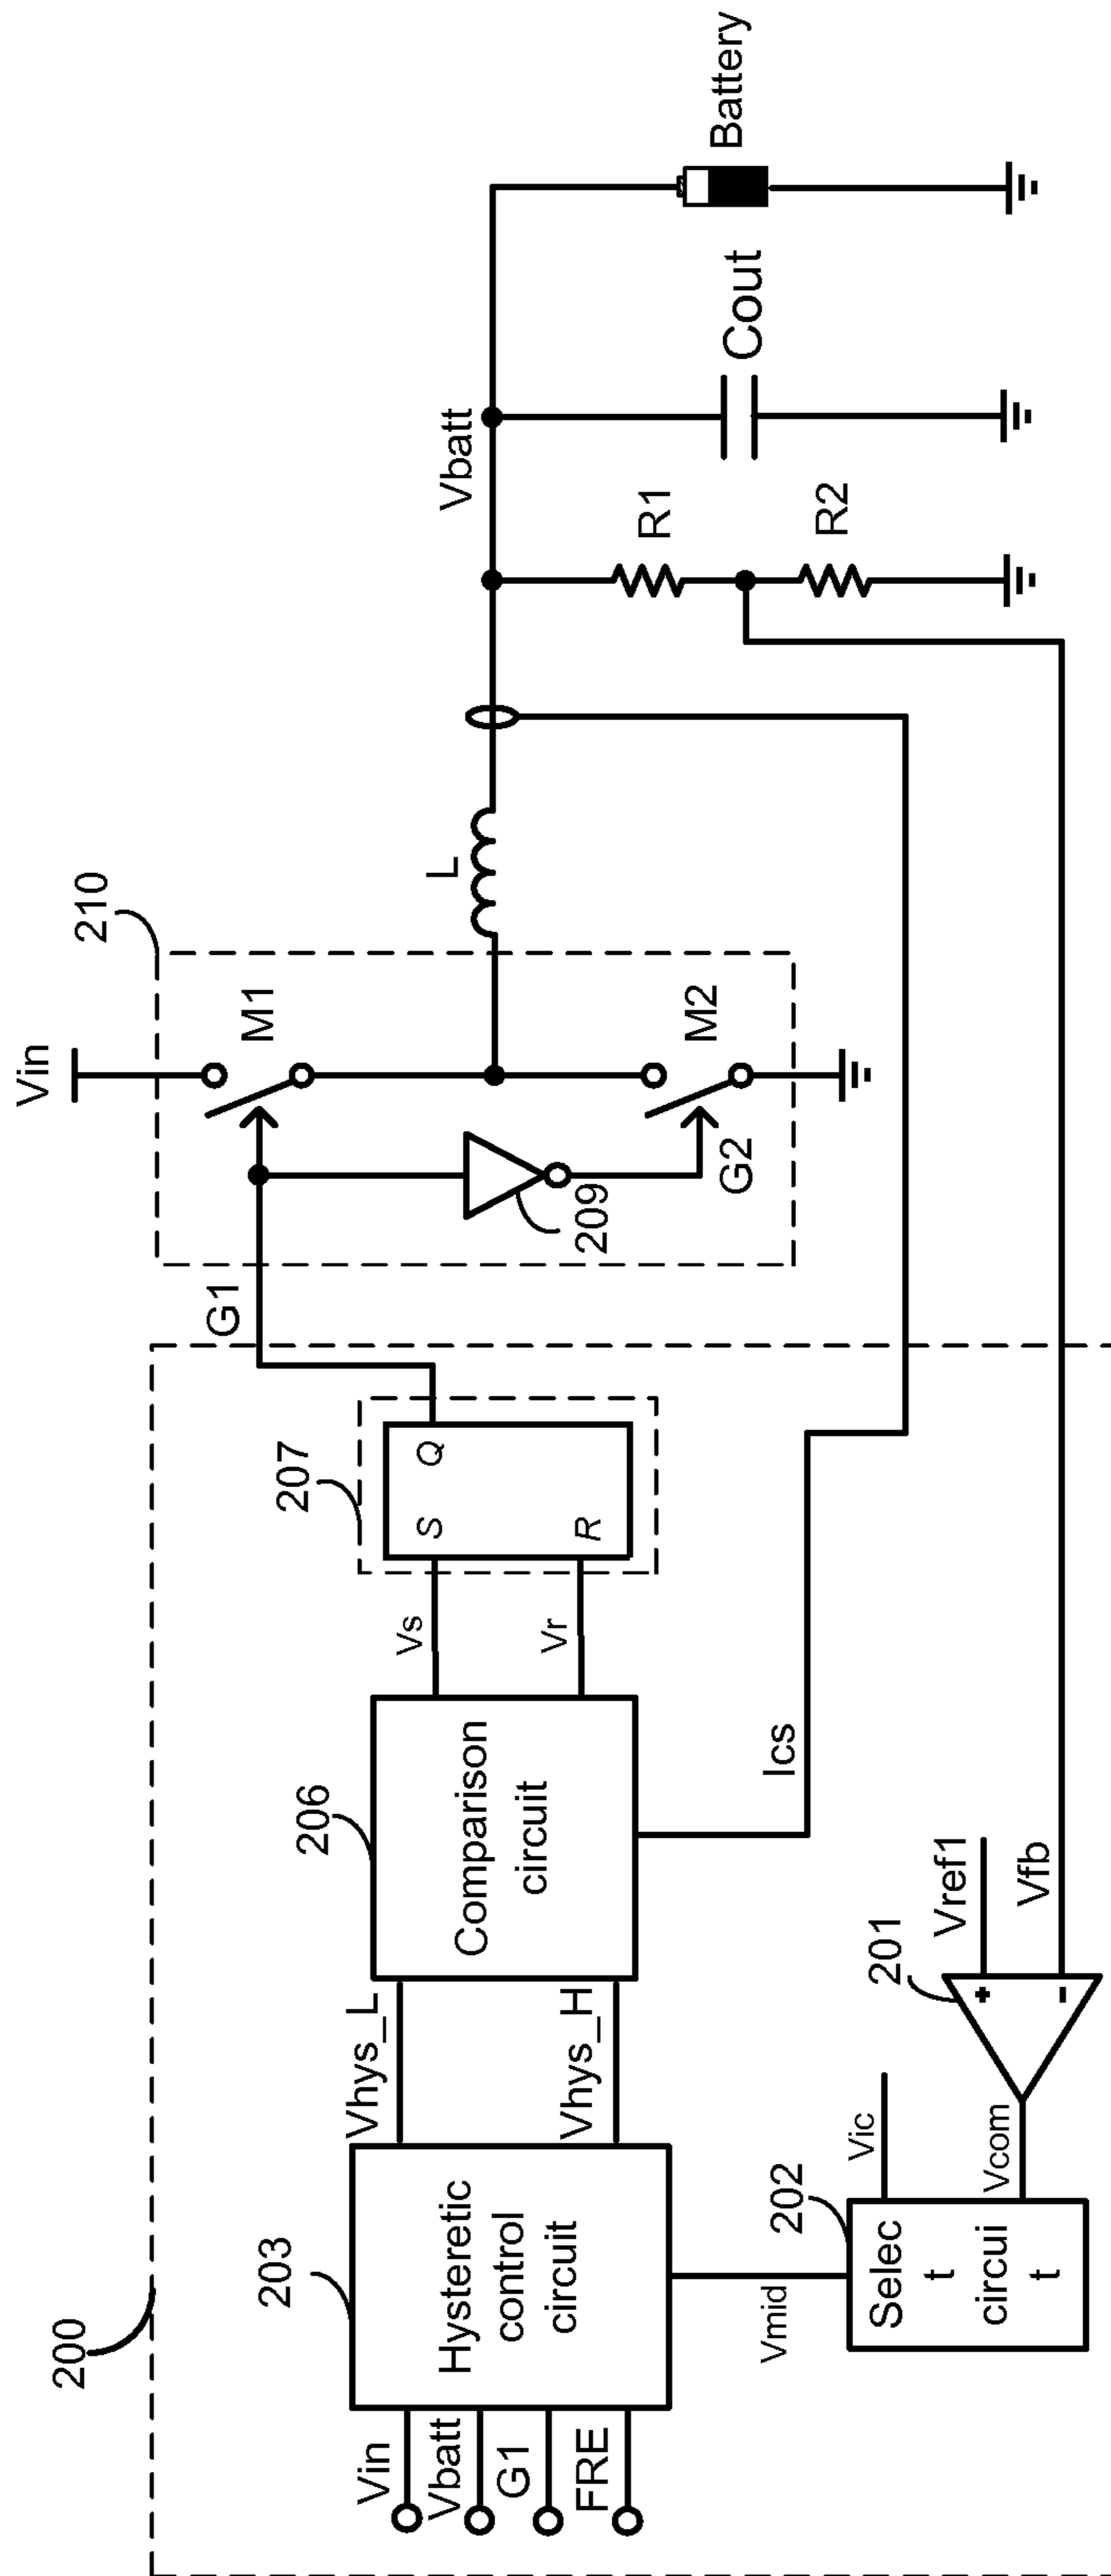 200
203
Hysteretic
control
circuit
Vin
Vbatt
G1
FRE
Vhys_L
Vhys_H
Vmid
202
Selec
t
circui
t
Vic
Vcom
201
+
-
Vref1
Vfb
206
Comparison
circuit
Ics
Vs
Vr
207
S
Q
R
G1
210
Vin
M1
209
G2
M2
L
Vbatt
R1
R2
Cout
Battery